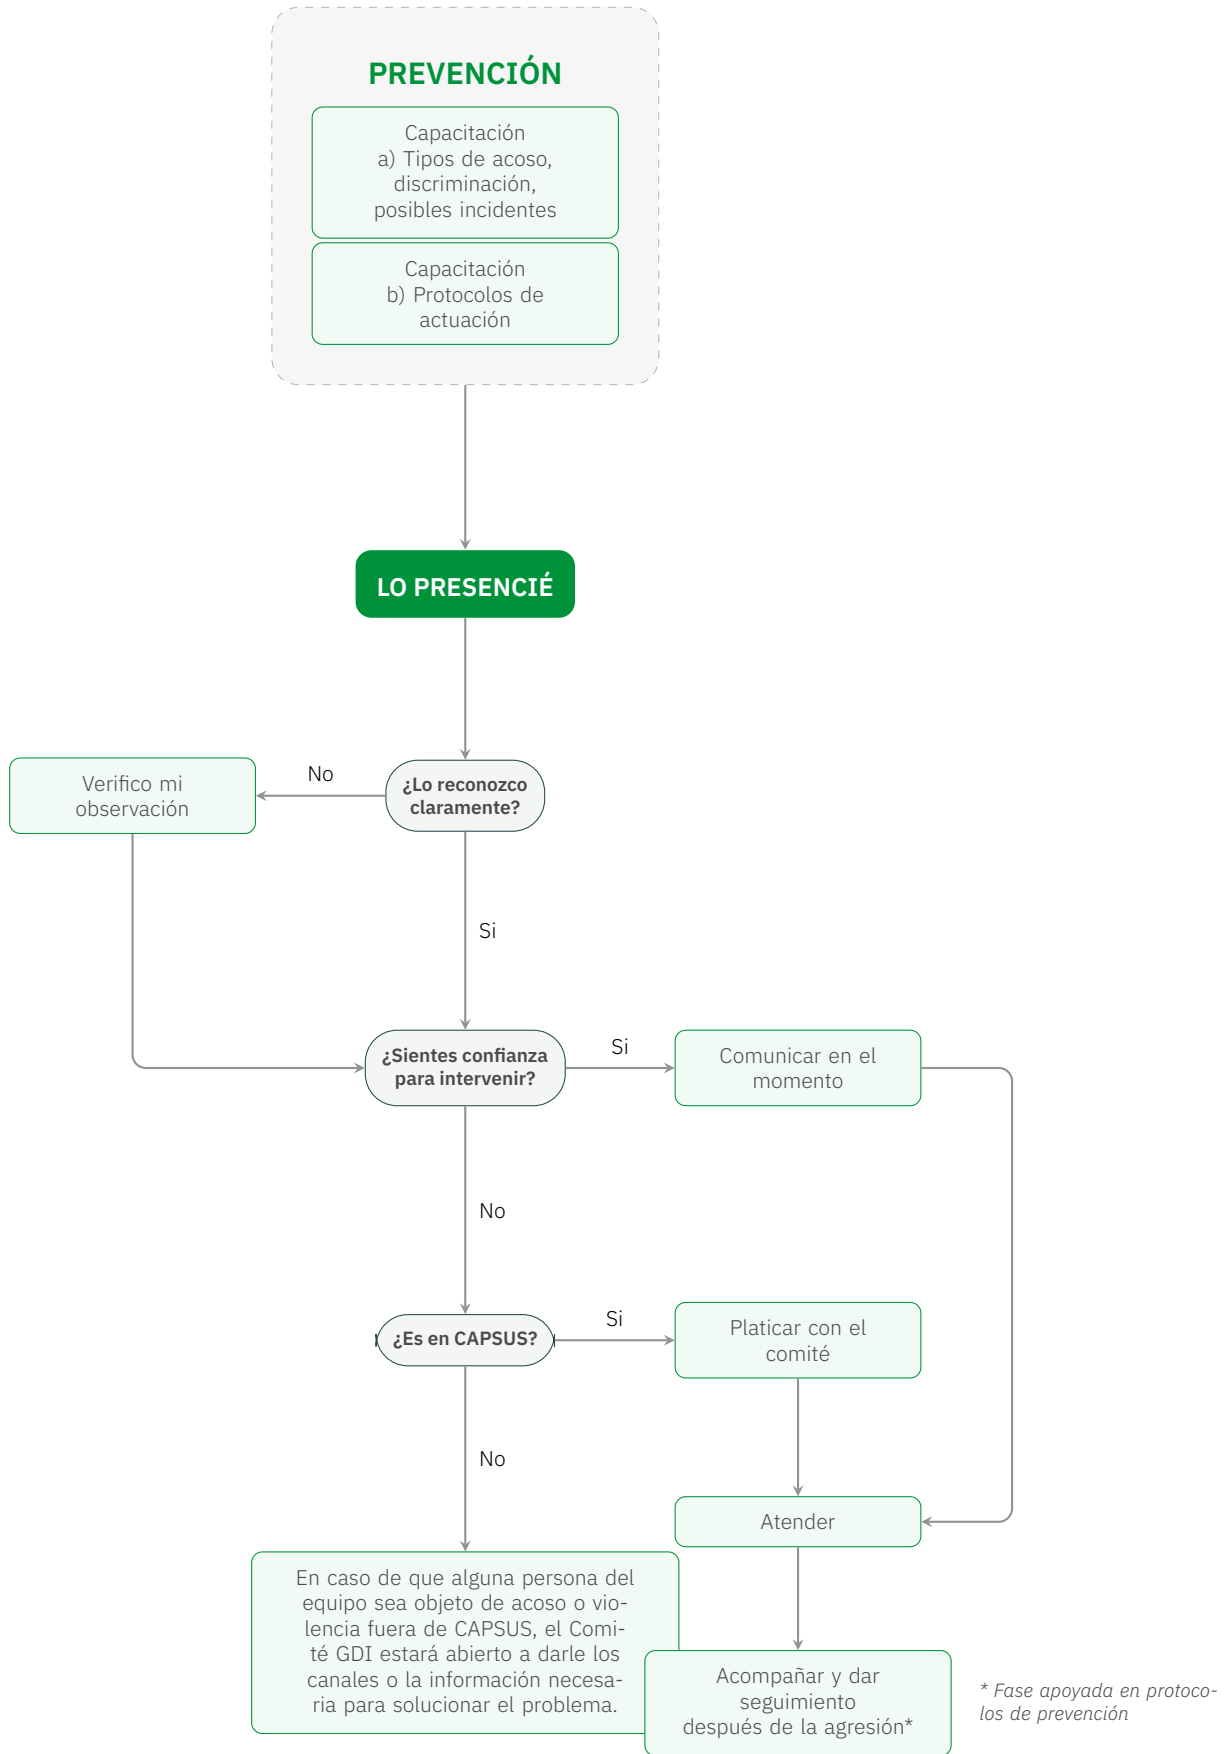 PREVENCIÓN
Capacitación
a) Tipos de acoso,
discriminación,
posibles incidentes
Capacitación
b) Protocolos de
actuación
LO PRESENCIÉ
¿Lo reconozco
claramente?
No
Verifico mi
observación
Si
¿Sientes confianza
para intervenir?
Si
Comunicar en el
momento
No
¿Es en CAPSUS?
Si
Platicar con el
comité
No
Atender
En caso de que alguna persona del
equipo sea objeto de acoso o vio-
lencia fuera de CAPSUS, el Comi-
té GDI estará abierto a darle los
canales o la información necesa-
ria para solucionar el problema.
Acompañar y dar
seguimiento
después de la agresión*
* Fase apoyada en protoco-
los de prevención